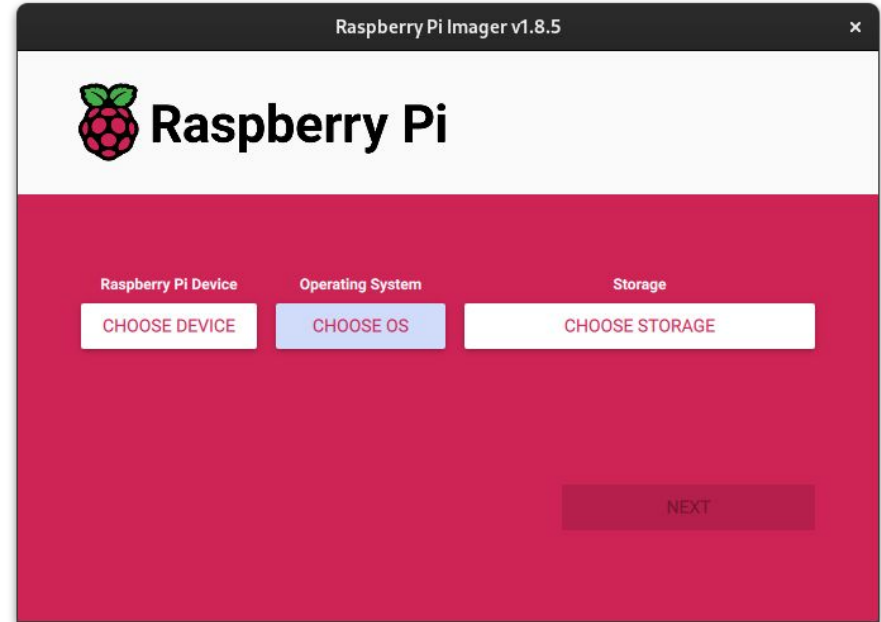 Raspberry Pi Imager v1.8.5
Raspberry Pi
Raspberry Pi Device
Operating System
Storage
CHOOSE DEVICE
CHOOSE OS
CHOOSE STORAGE
NEXT